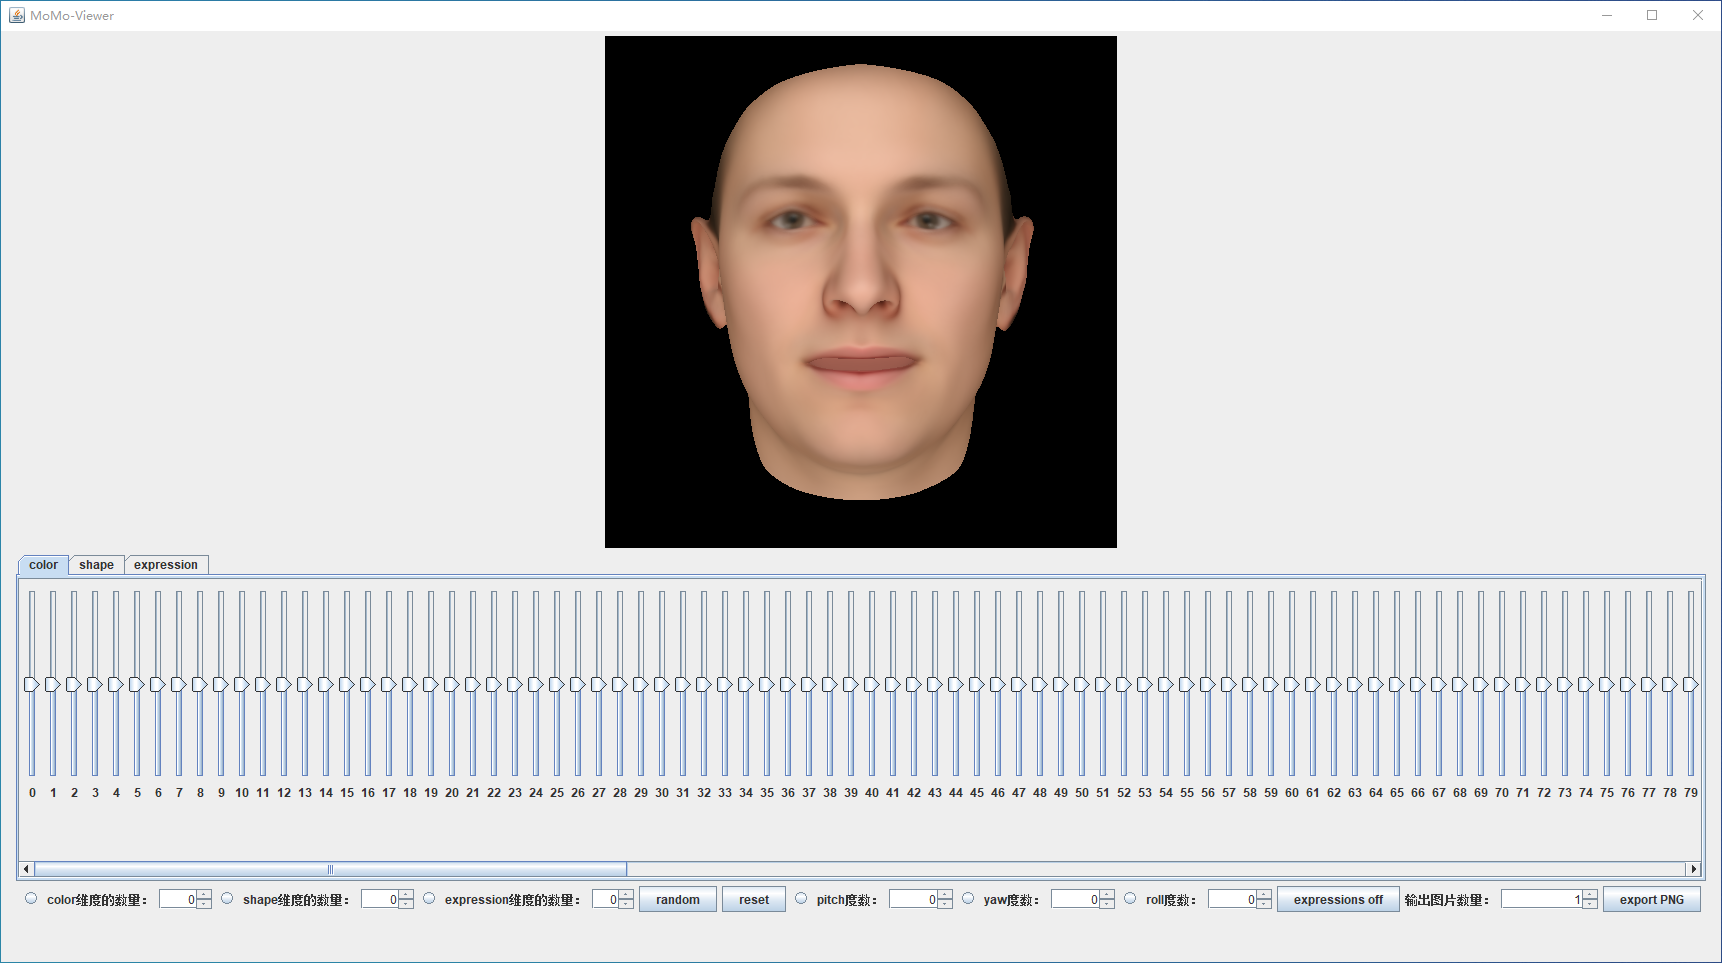 MoMo-Viewer
color shape expression
0 1 2 3 4 5 6 7 8 9 10 11 12 13 14 15 16 17 18 19 20 21 22 23 24 25 26 27 28 29 30 31 32 33 34 35 36 37 38 39 40 41 42 43 44 45 46 47 48 49 50 51 52 53 54 55 56 57 58 59 60 61 62 63 64 65 66 67 68 69 70 71 72 73 74 75 76 77 78 79
color维度的数量： 0 shape维度的数量： 0 expression维度的数量： 0 random reset pitch度数： 0 yaw度数： 0 roll度数： 0 expressions off 输出图片数量： 1 export PNG